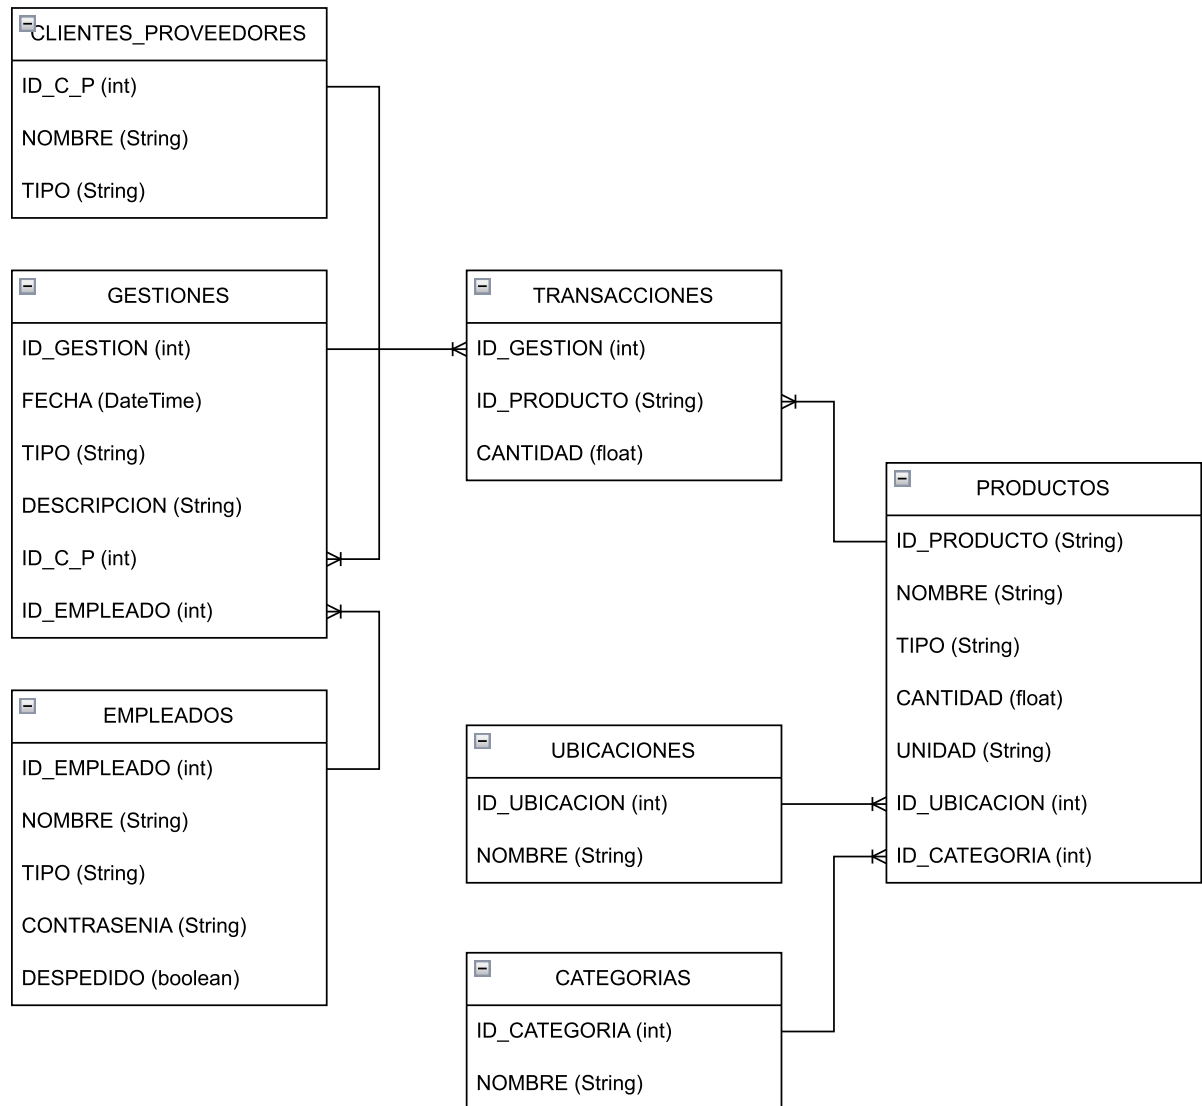 CLIENTES_PROVEEDORES
ID_C_P (int)
NOMBRE (String)
TIPO (String)
GESTIONES
ID_GESTION (int)
FECHA (DateTime)
TIPO (String)
DESCRIPCION (String)
ID_C_P (int)
ID_EMPLEADO (int)
EMPLEADOS
ID_EMPLEADO (int)
NOMBRE (String)
TIPO (String)
CONTRASENIA (String)
DESPEDIDO (boolean)
TRANSACCIONES
ID_GESTION (int)
ID_PRODUCTO (String)
CANTIDAD (float)
UBICACIONES
ID_UBICACION (int)
NOMBRE (String)
CATEGORIAS
ID_CATEGORIA (int)
NOMBRE (String)
PRODUCTOS
ID_PRODUCTO (String)
NOMBRE (String)
TIPO (String)
CANTIDAD (float)
UNIDAD (String)
ID_UBICACION (int)
ID_CATEGORIA (int)